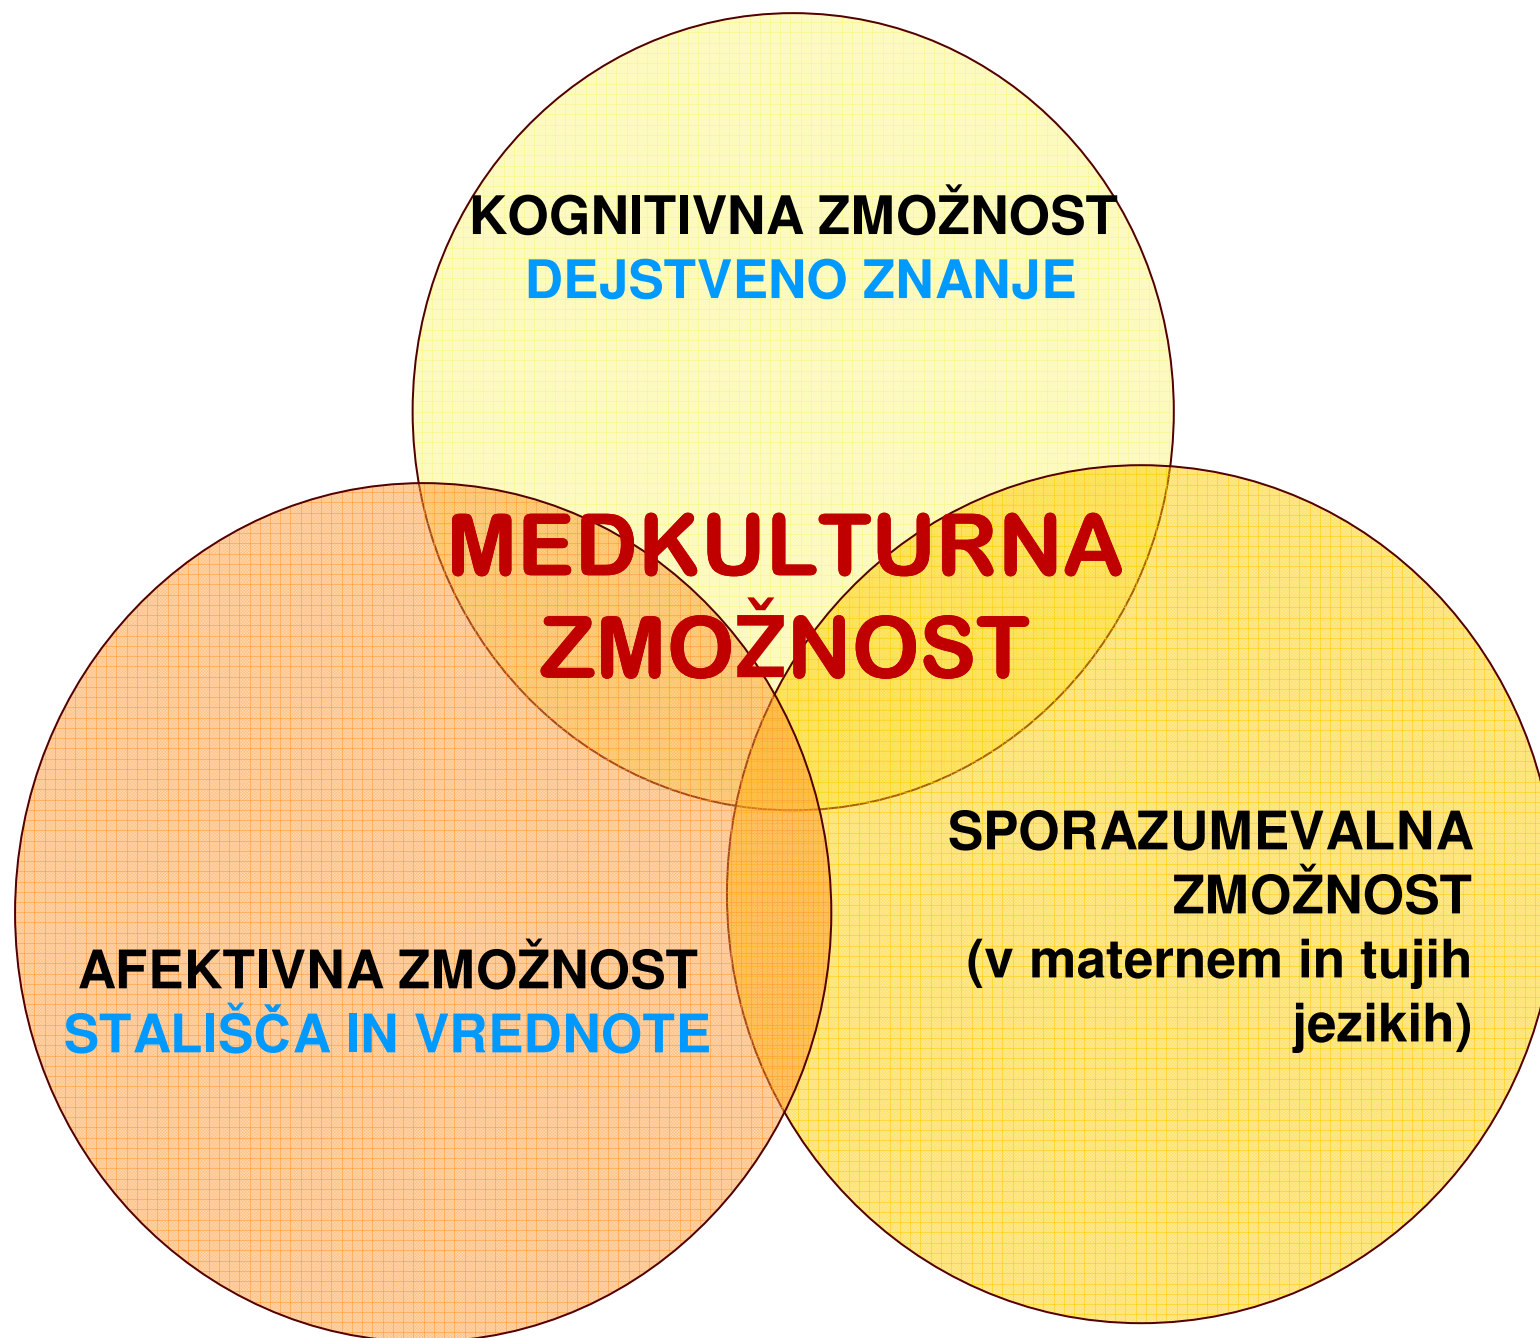 KOGNITIVNA ZMOŽNOST
DEJSTVENO ZNANJE
MEDKULTURNA
ZMOŽNOST
SPORAZUMEVALNA
ZMOŽNOST
(v maternem in tujih
jezikih)
AFEKTIVNA ZMOŽNOST
STALIŠČA IN VREDNOTE